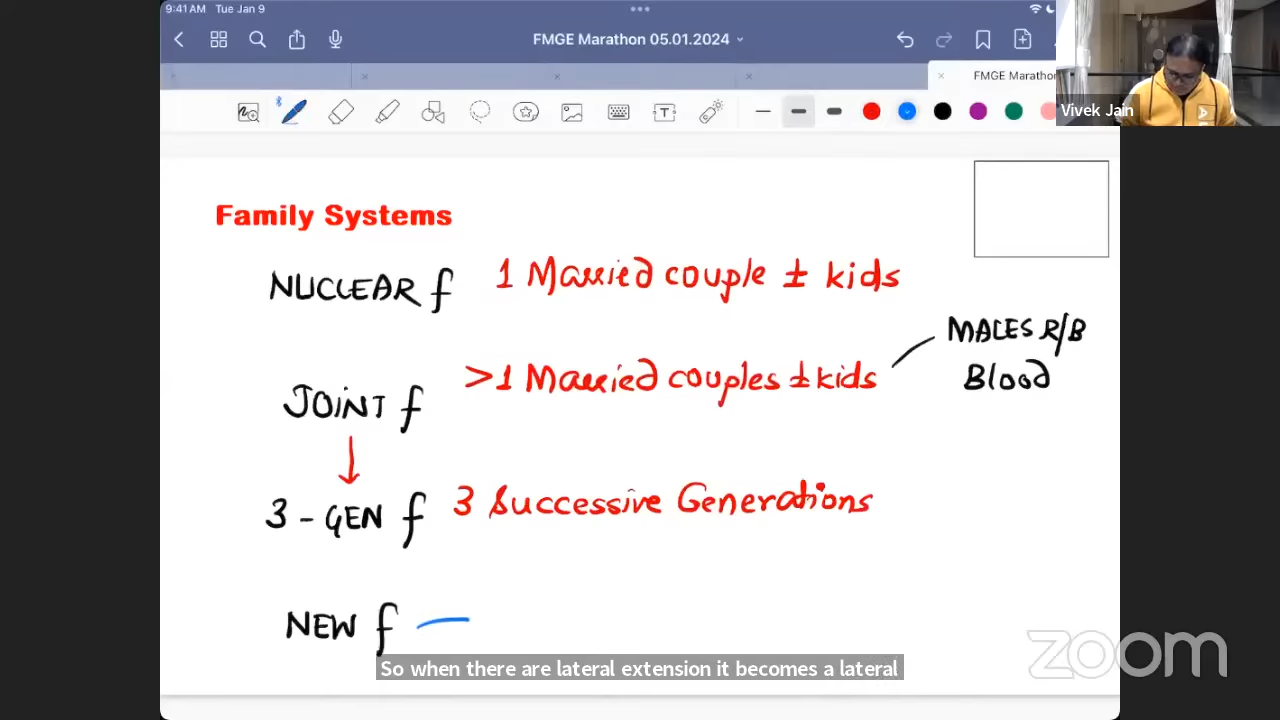 9:41 AM Tue Jan 9
FMGE Marathon 05.01.2024
FMGE Marathon
Vivek Jain
Family Systems
NUCLEAR f 1 Married couple ± kids
JOINT f >1 Married couples ± kids
MALES R/B
Blood
3 - GEN f 3 Successive Generations
NEW f
So when there are lateral extension it becomes a lateral
zoom